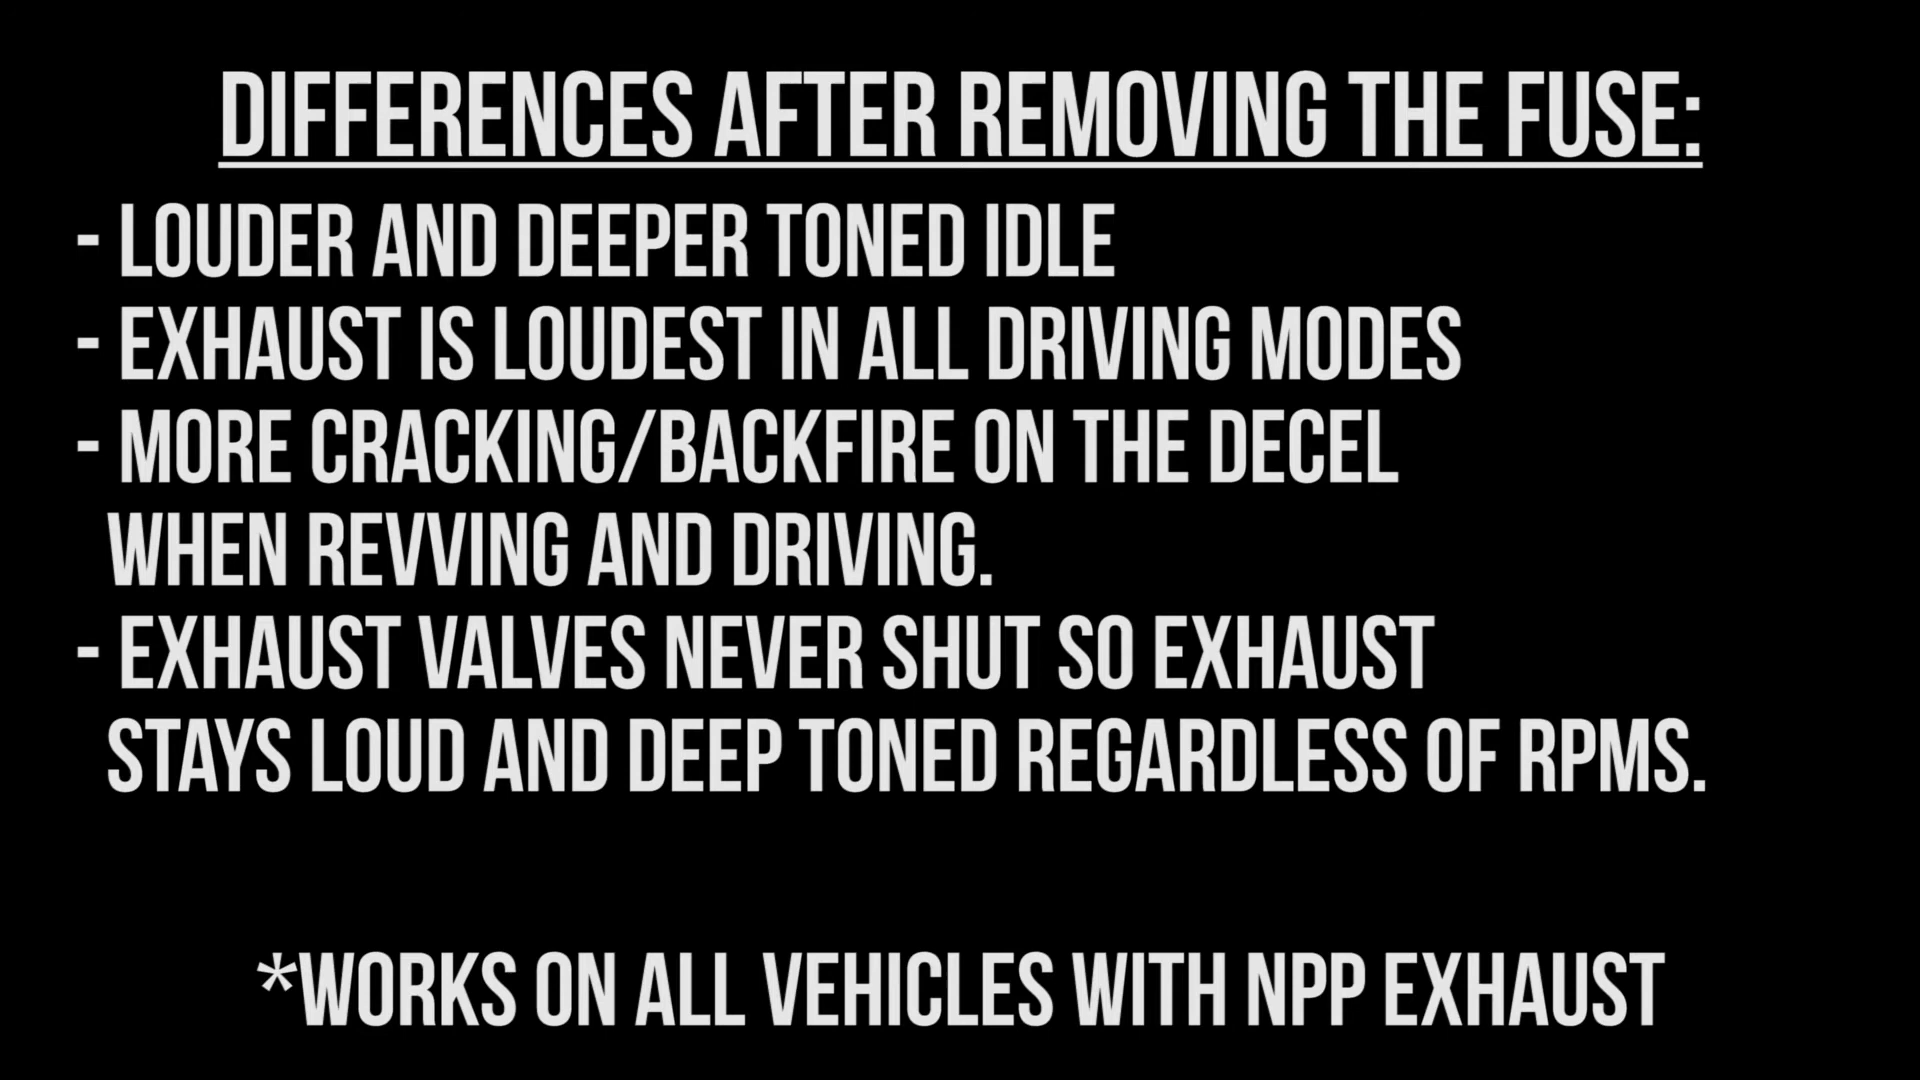 DIFFERENCES AFTER REMOVING THE FUSE:
- LOUDER AND DEEPER TONED IDLE
- EXHAUST IS LOUDEST IN ALL DRIVING MODES
- MORE CRACKING/BACKFIRE ON THE DECEL
WHEN REVVING AND DRIVING.
- EXHAUST VALVES NEVER SHUT SO EXHAUST
STAYS LOUD AND DEEP TONED REGARDLESS OF RPMS.
*WORKS ON ALL VEHICLES WITH NPP EXHAUST